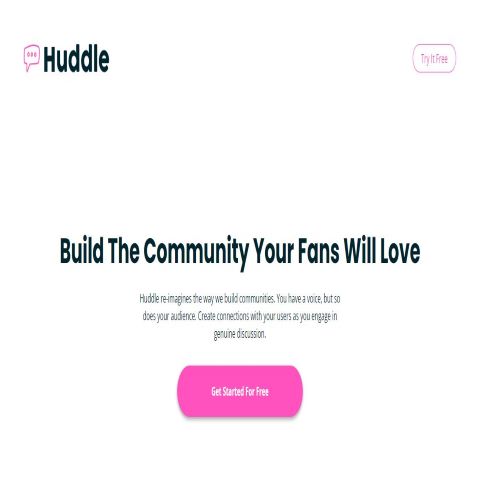 Huddle
Try It Free
Build The Community Your Fans Will Love
Huddle re-imagines the way we build communities. You have a voice, but so
does your audience. Create connections with your users as you engage in
genuine discussion.
Get Started For Free